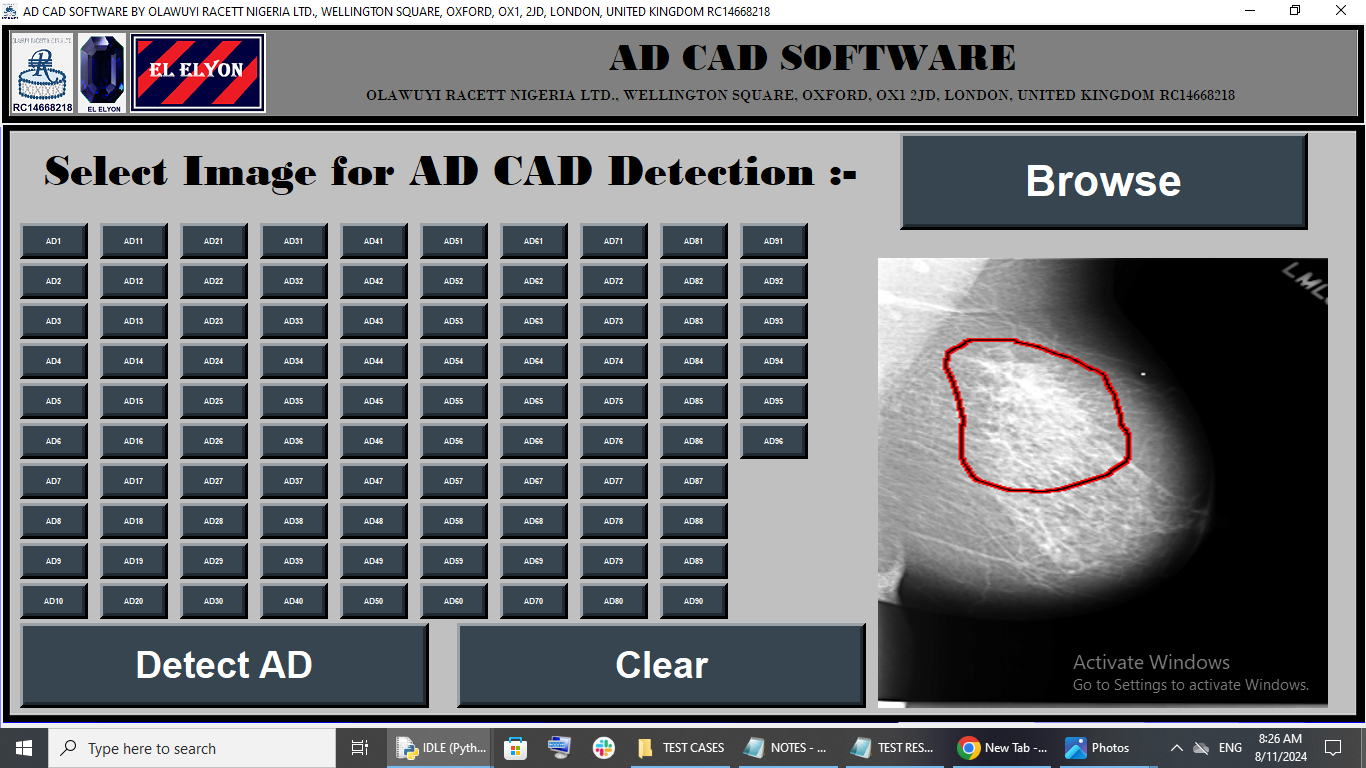 AD CAD SOFTWARE BY OLAWUYI RACETT NIGERIA LTD., WELLINGTON SQUARE, OXFORD, OX1, 2JD, LONDON, UNITED KINGDOM RC14668218
RC14668218
EL ELYON
EL ELYON
AD CAD SOFTWARE
OLAWUYI RACETT NIGERIA LTD., WELLINGTON SQUARE. OXFORD, OX1 2JD, LONDON, UNITED KINGDOM RC14668218
Select Image for AD CAD Detection :-
Browse
AD1 AD11 AD21 AD31 AD41 AD51 AD61 AD71 AD81 AD91
AD2 AD12 AD22 AD32 AD42 AD52 AD62 AD72 AD82 AD92
AD3 AD13 AD23 AD33 AD43 AD53 AD63 AD73 AD83 AD93
AD4 AD14 AD24 AD34 AD44 AD54 AD64 AD74 AD84 AD94
AD5 AD15 AD25 AD35 AD45 AD55 AD65 AD75 AD85 AD95
AD6 AD16 AD26 AD36 AD46 AD56 AD66 AD76 AD86 AD96
AD7 AD17 AD27 AD37 AD47 AD57 AD67 AD77 AD87
AD8 AD18 AD28 AD38 AD48 AD58 AD68 AD78 AD88
AD9 AD19 AD29 AD39 AD49 AD59 AD69 AD79 AD89
AD10 AD20 AD30 AD40 AD50 AD60 AD70 AD80 AD90
Detect AD
Clear
Activate Windows
Go to Settings to activate Windows.
Type here to search
IDLE (Pyth...
TEST CASES
NOTES - ...
TEST RES...
New Tab -...
Photos
ENG
8:26 AM
8/11/2024